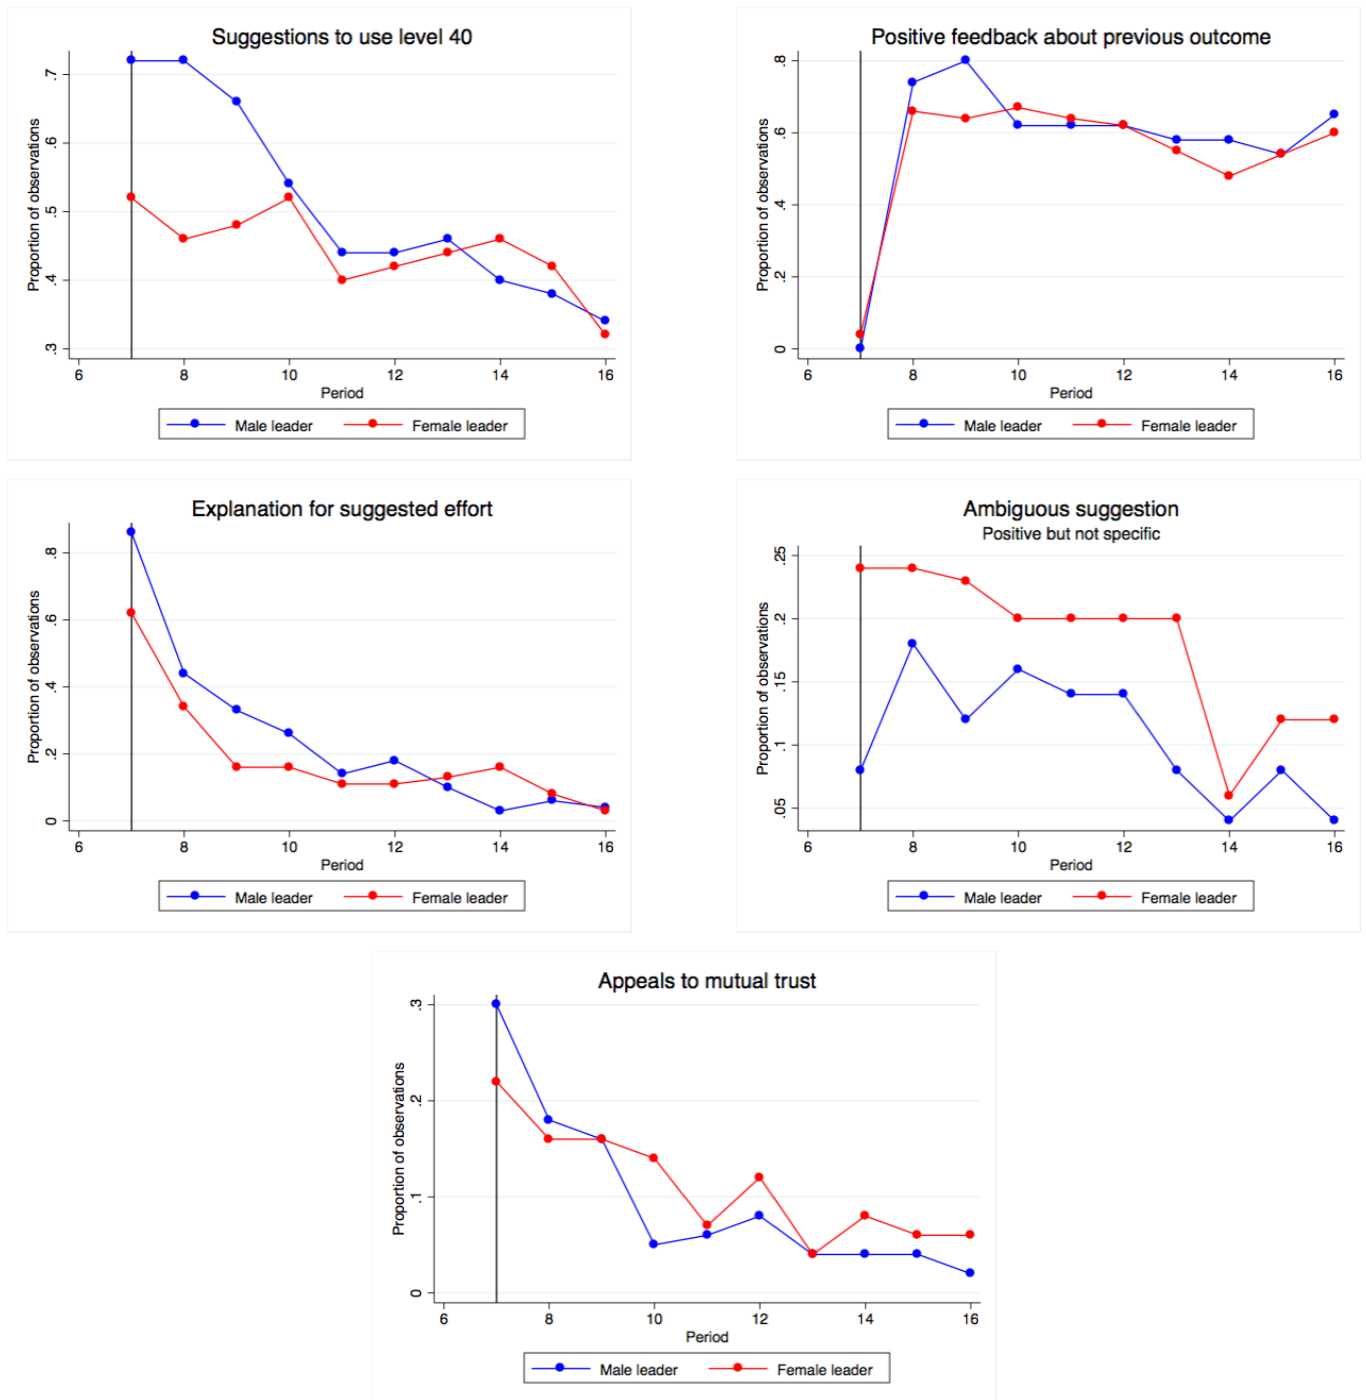 Suggestions to use level 40
Proportion of observations
.7
.6
.5
.4
.3
6 8 10 12 14 16
Period
Male leader Female leader
Positive feedback about previous outcome
Proportion of observations
.8
.6
.4
.2
0
6 8 10 12 14 16
Period
Male leader Female leader
Explanation for suggested effort
Proportion of observations
.8
.6
.4
.2
0
6 8 10 12 14 16
Period
Male leader Female leader
Ambiguous suggestion
Positive but not specific
Proportion of observations
.25
.2
.15
.1
.05
6 8 10 12 14 16
Period
Male leader Female leader
Appeals to mutual trust
Proportion of observations
.3
.2
.1
0
6 8 10 12 14 16
Period
Male leader Female leader